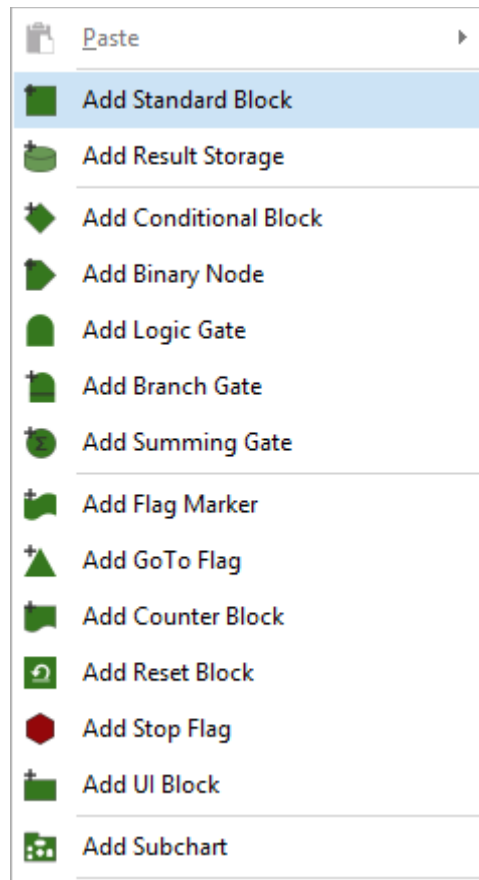 Paste
Add Standard Block
Add Result Storage
Add Conditional Block
Add Binary Node
Add Logic Gate
Add Branch Gate
Σ Add Summing Gate
Add Flag Marker
Add GoTo Flag
Add Counter Block
Add Reset Block
Add Stop Flag
Add UI Block
Add Subchart